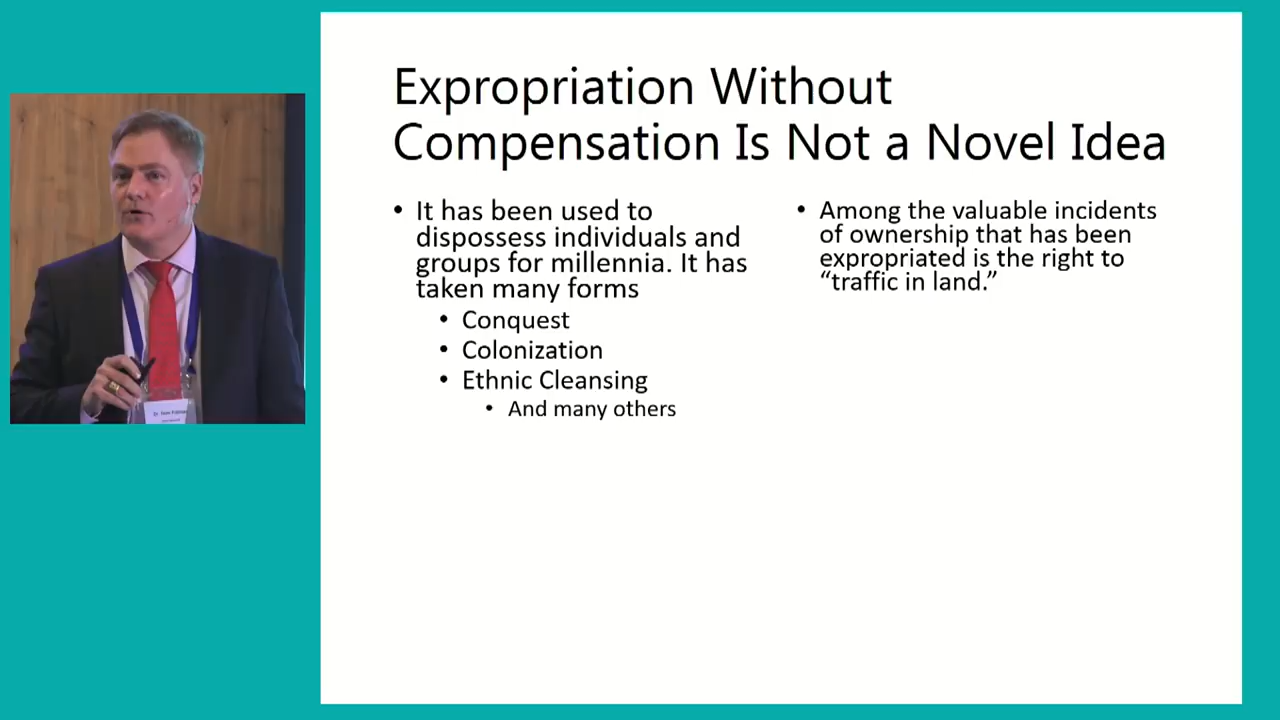 Expropriation Without
Compensation Is Not a Novel Idea
• It has been used to
dispossess individuals and
groups for millennia. It has
taken many forms
• Conquest
• Colonization
• Ethnic Cleansing
• And many others
• Among the valuable incidents
of ownership that has been
expropriated is the right to
“traffic in land.”
Dr.